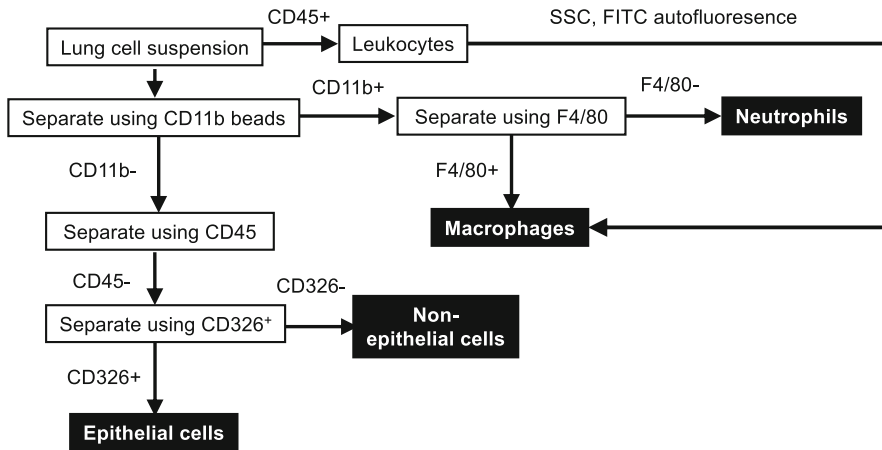 CD45+
SSC, FITC autofluoresence
Lung cell suspension
Leukocytes
CD11b+
F4/80-
Separate using CD11b beads
Separate using F4/80
Neutrophils
CD11b-
F4/80+
Separate using CD45
Macrophages
CD45-
CD326-
Separate using CD326⁺
Non-
epithelial cells
CD326+
Epithelial cells